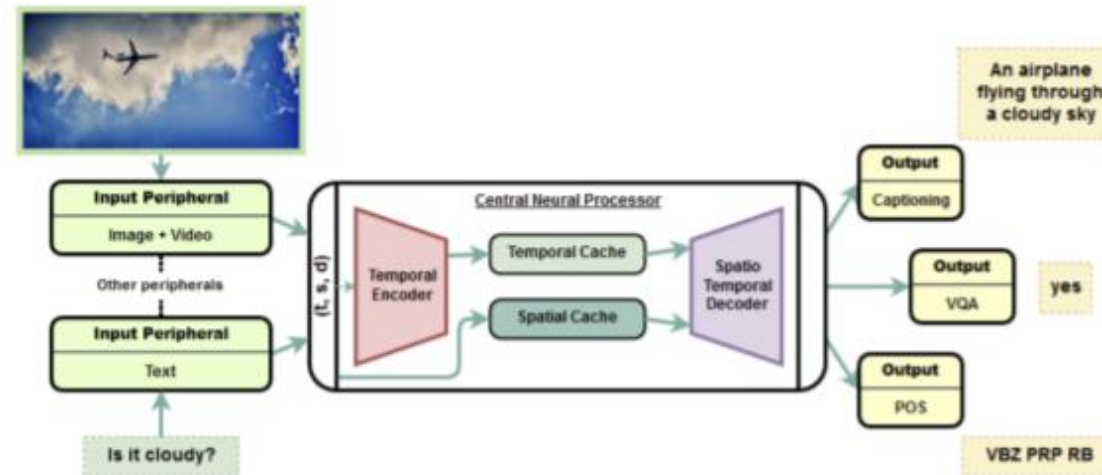 An airplane
flying through
a cloudy sky
Input Peripheral
Image + Video
Other peripherals
Input Peripheral
Text
Is it cloudy?
(t, s, d)
Central Neural Processor
Temporal
Encoder
Temporal Cache
Spatial Cache
Spatio
Temporal
Decoder
Output
Captioning
Output
VQA
yes
Output
POS
VBZ PRP RB